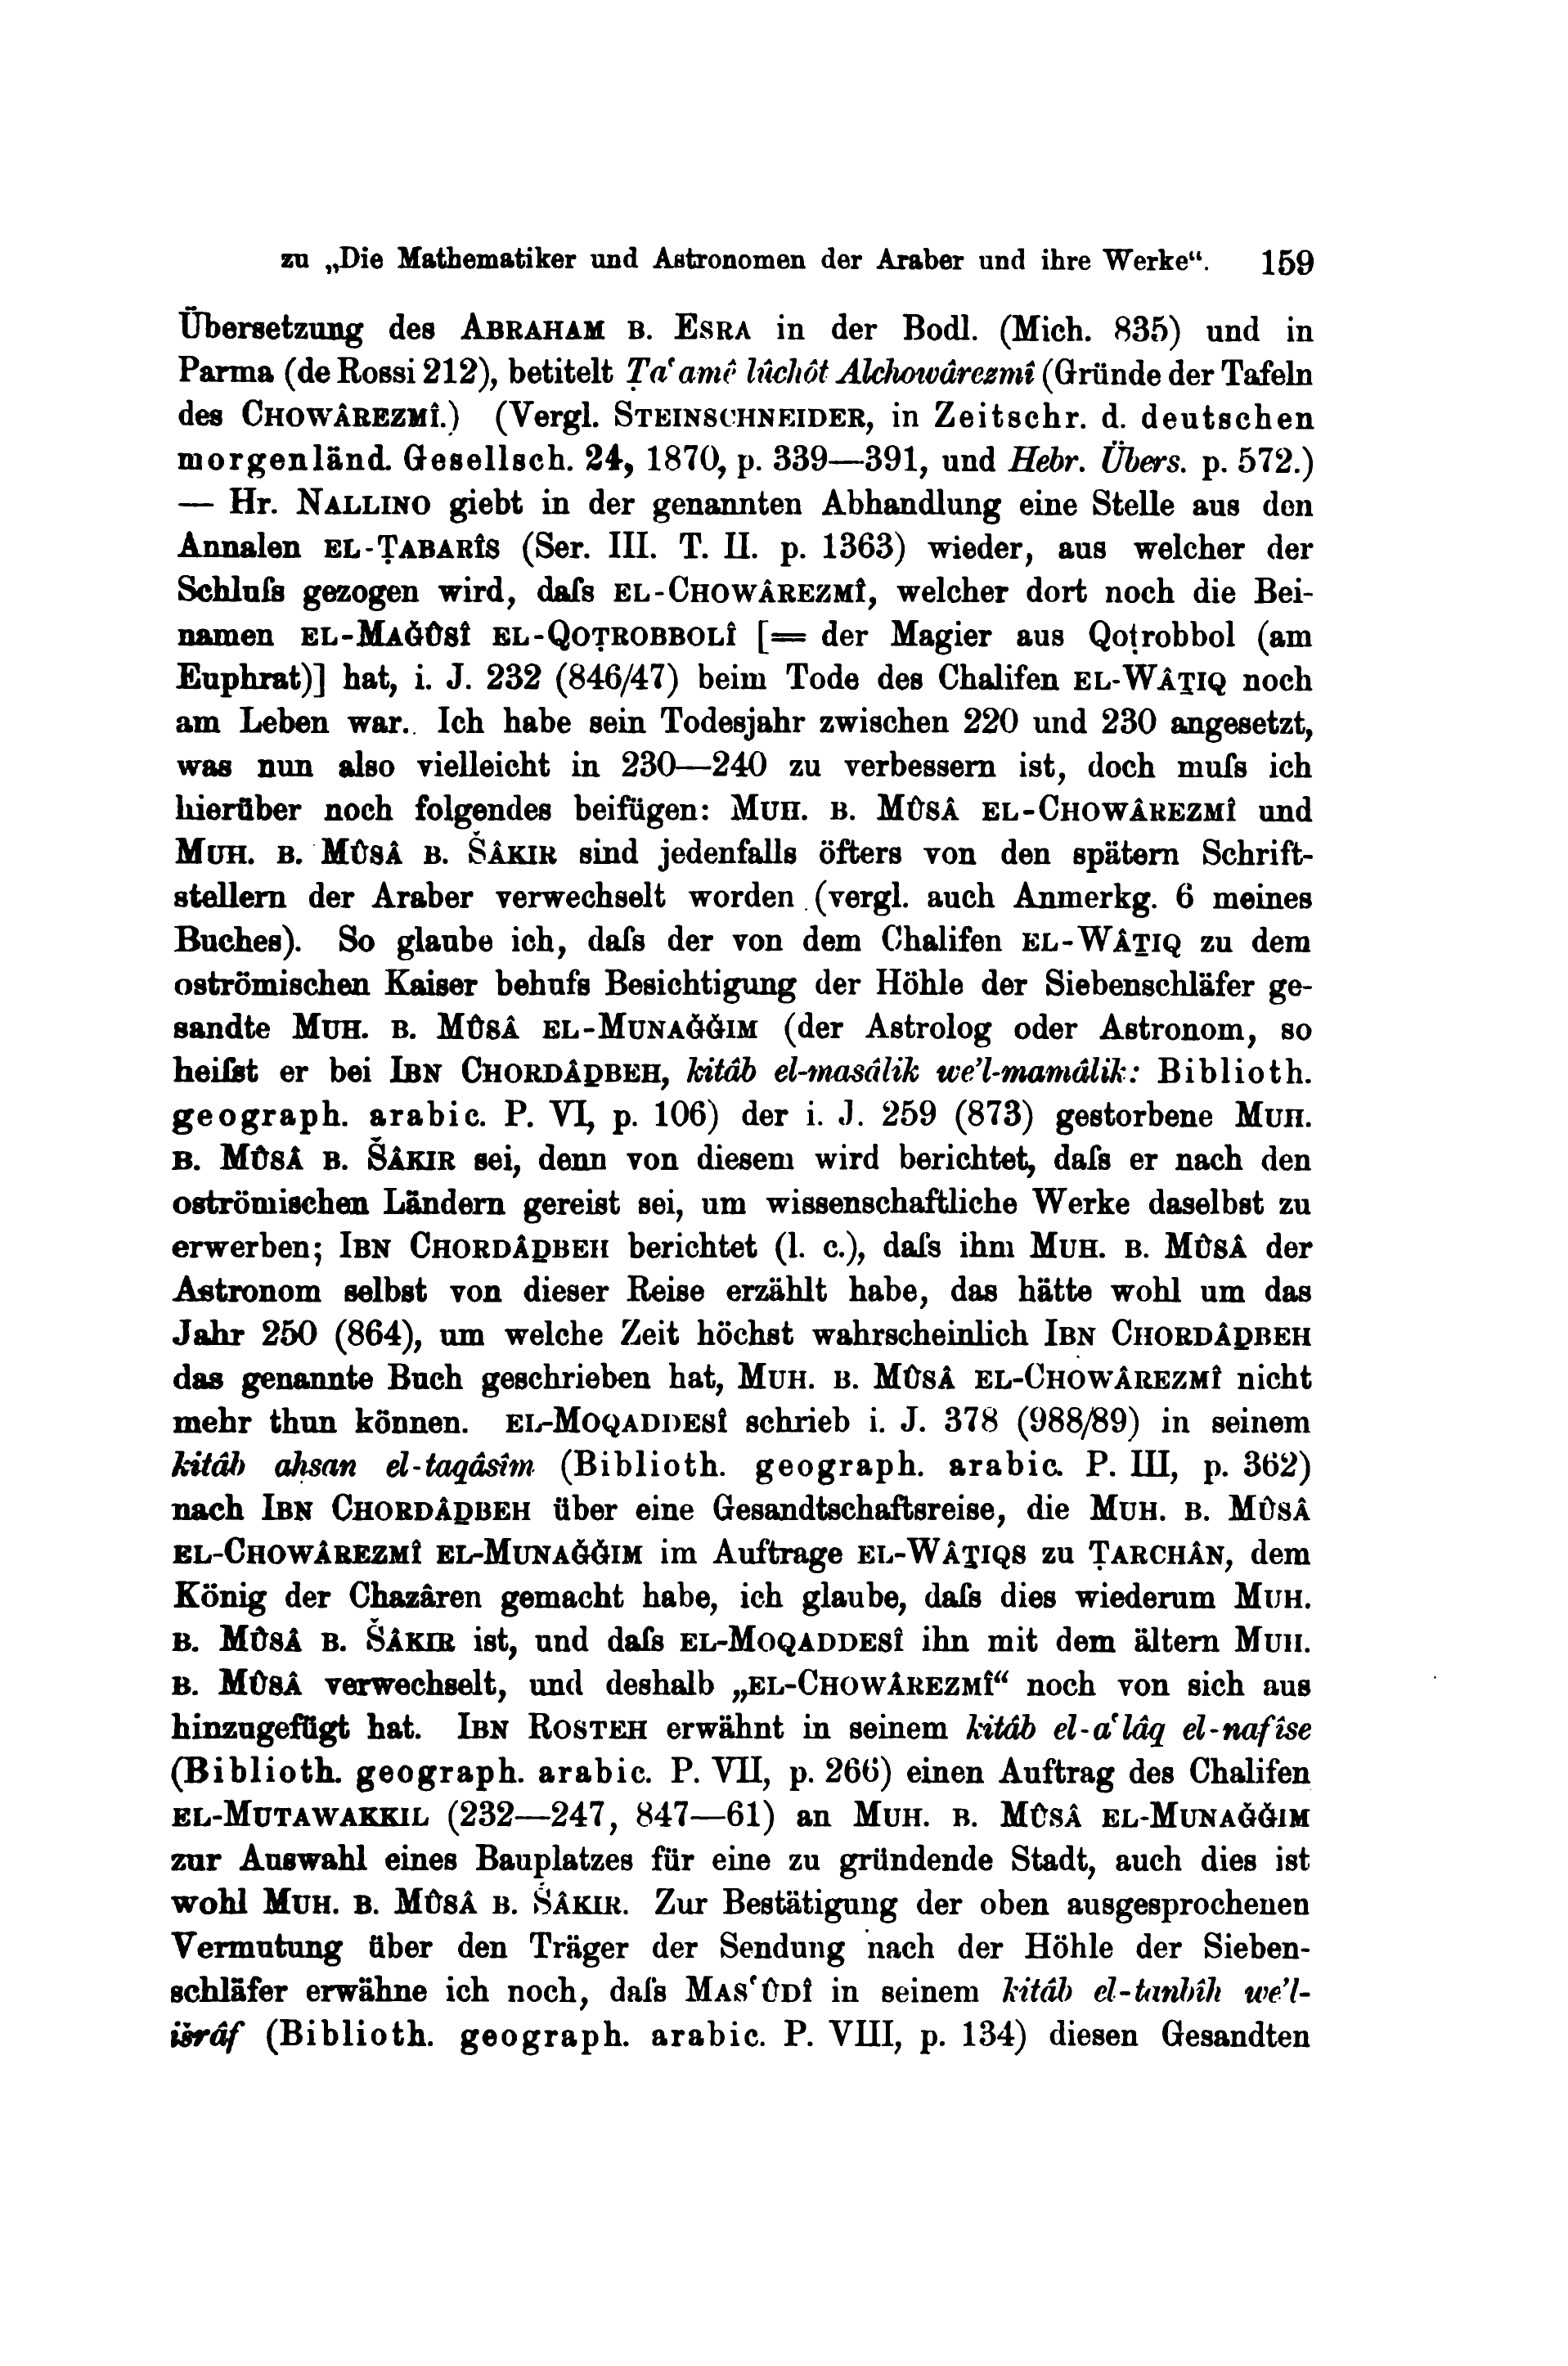 zu „Die Mathematiker und Astronomen der Araber und ihre Werke“. 159
Übersetzung des ABRAHAM B. ESRA in der Bodl. (Mich. 835) und in
Parma (de Rossi 212), betitelt Ṭaʿamê lûchôt Alchowârezmî (Gründe der Tafeln
des CHOWÂREZMÎ.) (Vergl. STEINSCHNEIDER, in Zeitschr. d. deutschen
morgenländ. Gesellsch. 24, 1870, p. 339—391, und Hebr. Übers. p. 572.)
— Hr. NALLINO giebt in der genannten Abhandlung eine Stelle aus den
Annalen EL-ṬABARÎS (Ser. III. T. II. p. 1363) wieder, aus welcher der
Schluſs gezogen wird, daſs EL-CHOWÂREZMÎ, welcher dort noch die Bei-
namen EL-MAǦÛSÎ EL-QOṬROBBOLÎ [= der Magier aus Qoṭrobbol (am
Euphrat)] hat, i. J. 232 (846/47) beim Tode des Chalifen EL-WÂṮIQ noch
am Leben war. Ich habe sein Todesjahr zwischen 220 und 230 angesetzt,
was nun also vielleicht in 230—240 zu verbessern ist, doch muſs ich
hierüber noch folgendes beifügen: MUH. B. MÛSÂ EL-CHOWÂREZMÎ und
MUH. B. MÛSÂ B. ŠÂKIR sind jedenfalls öfters von den spätern Schrift-
stellern der Araber verwechselt worden (vergl. auch Anmerkg. 6 meines
Buches). So glaube ich, daſs der von dem Chalifen EL-WÂṮIQ zu dem
oströmischen Kaiser behufs Besichtigung der Höhle der Siebenschläfer ge-
sandte MUH. B. MÛSÂ EL-MUNAǦǦIM (der Astrolog oder Astronom, so
heiſst er bei IBN CHORDÂḎBEH, kitâb el-masâlik we’l-mamâlik: Biblioth.
geograph. arabic. P. VI, p. 106) der i. J. 259 (873) gestorbene MUH.
B. MÛSÂ B. ŠÂKIR sei, denn von diesem wird berichtet, daſs er nach den
oströmischen Ländern gereist sei, um wissenschaftliche Werke daselbst zu
erwerben; IBN CHORDÂḎBEH berichtet (l. c.), daſs ihm MUH. B. MÛSÂ der
Astronom selbst von dieser Reise erzählt habe, das hätte wohl um das
Jahr 250 (864), um welche Zeit höchst wahrscheinlich IBN CHORDÂḎBEH
das genannte Buch geschrieben hat, MUH. B. MÛSÂ EL-CHOWÂREZMÎ nicht
mehr thun können. EL-MOQADDESÎ schrieb i. J. 378 (988/89) in seinem
kitâb aḥsan el-taqâsîm (Biblioth. geograph. arabic. P. III, p. 362)
nach IBN CHORDÂḎBEH über eine Gesandtschaftsreise, die MUH. B. MÛSÂ
EL-CHOWÂREZMÎ EL-MUNAǦǦIM im Auftrage EL-WÂṮIQS zu ṬARCHÂN, dem
König der Chazâren gemacht habe, ich glaube, daſs dies wiederum MUH.
B. MÛSÂ B. ŠÂKIR ist, und daſs EL-MOQADDESÎ ihn mit dem ältern MUH.
B. MÛSÂ verwechselt, und deshalb „EL-CHOWÂREZMÎ“ noch von sich aus
hinzugefügt hat. IBN ROSTEH erwähnt in seinem kitâb el-aʿlâq el-nafîse
(Biblioth. geograph. arabic. P. VII, p. 266) einen Auftrag des Chalifen
EL-MUTAWAKKIL (232—247, 847—61) an MUH. B. MÛSÂ EL-MUNAǦǦIM
zur Auswahl eines Bauplatzes für eine zu gründende Stadt, auch dies ist
wohl MUH. B. MÛSÂ B. ŠÂKIR. Zur Bestätigung der oben ausgesprochenen
Vermutung über den Träger der Sendung nach der Höhle der Sieben-
schläfer erwähne ich noch, daſs MASʿÛDÎ in seinem kitâb el-tanbîh we’l-
išrâf (Biblioth. geograph. arabic. P. VIII, p. 134) diesen Gesandten